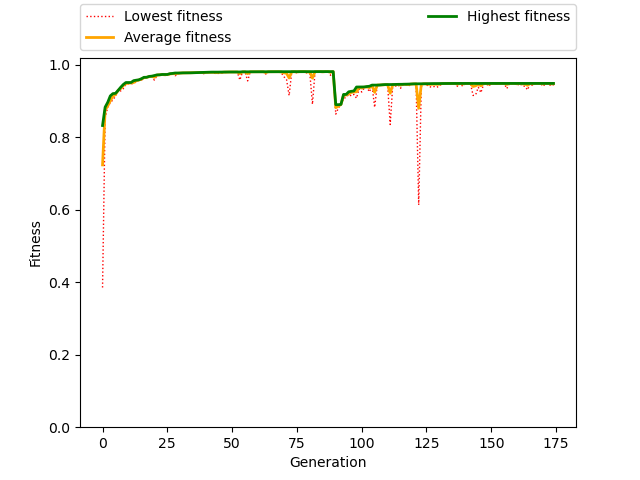 Lowest fitness
Average fitness
Highest fitness
1.0
0.8
0.6
0.4
0.2
0.0
Fitness
0 25 50 75 100 125 150 175
Generation